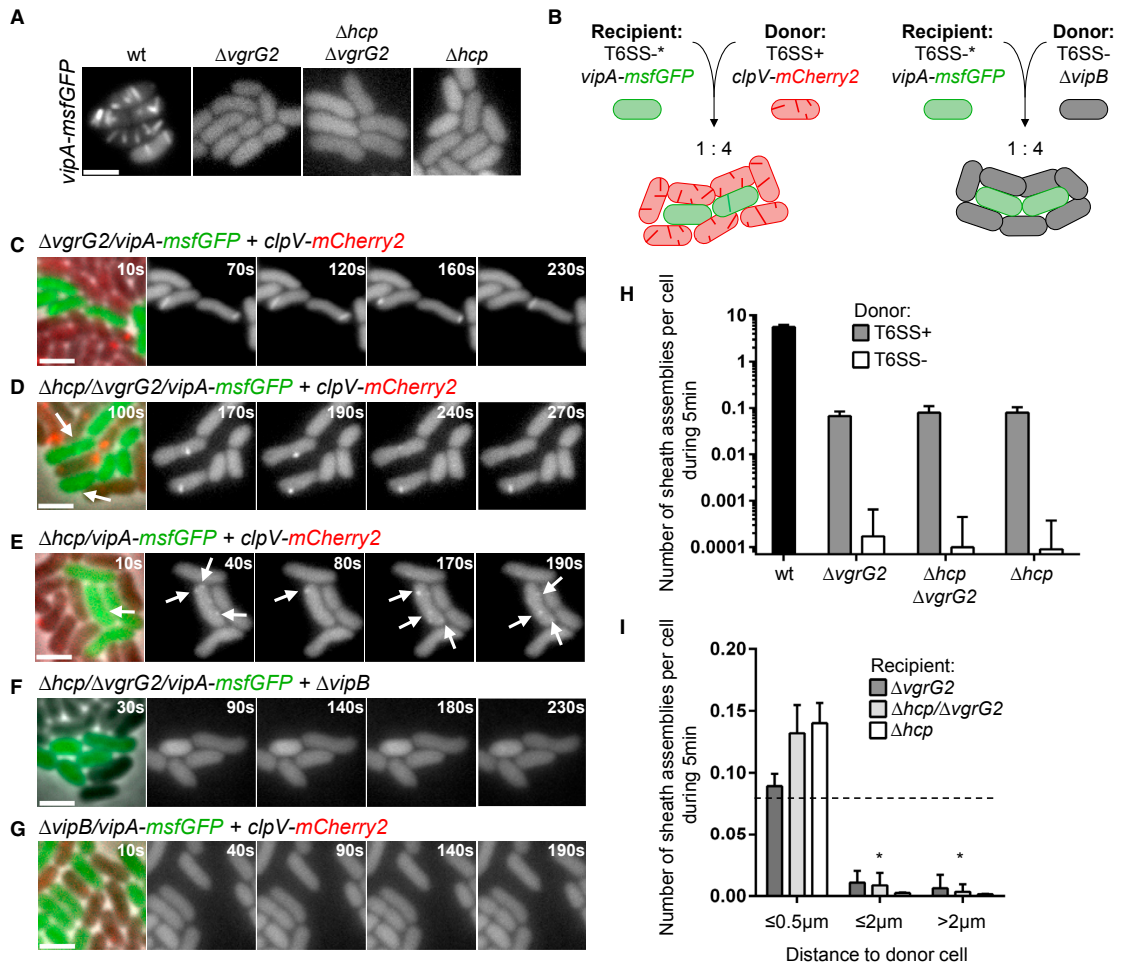 A
wt
ΔvgrG2
Δhcp
ΔvgrG2
Δhcp
vipA-msfGFP
B
Recipient:
T6SS-*
vipA-msfGFP
Donor:
T6SS+
clpV-mCherry2
1 : 4
Recipient:
T6SS-*
vipA-msfGFP
Donor:
T6SS-
ΔvipB
1 : 4
C
ΔvgrG2/vipA-msfGFP + clpV-mCherry2
10s
70s
120s
160s
230s
D
Δhcp/ΔvgrG2/vipA-msfGFP + clpV-mCherry2
100s
170s
190s
240s
270s
E
Δhcp/vipA-msfGFP + clpV-mCherry2
10s
40s
80s
170s
190s
F
Δhcp/ΔvgrG2/vipA-msfGFP + ΔvipB
30s
90s
140s
180s
230s
G
ΔvipB/vipA-msfGFP + clpV-mCherry2
10s
40s
90s
140s
190s
H
Number of sheath assemblies per cell
during 5min
10
1
0.1
0.01
0.001
0.0001
Donor:
T6SS+
T6SS-
wt
ΔvgrG2
Δhcp
ΔvgrG2
Δhcp
I
Number of sheath assemblies per cell
during 5min
0.20
0.15
0.10
0.05
0.00
Recipient:
ΔvgrG2
Δhcp/ΔvgrG2
Δhcp
*
*
≤0.5µm
≤2µm
>2µm
Distance to donor cell